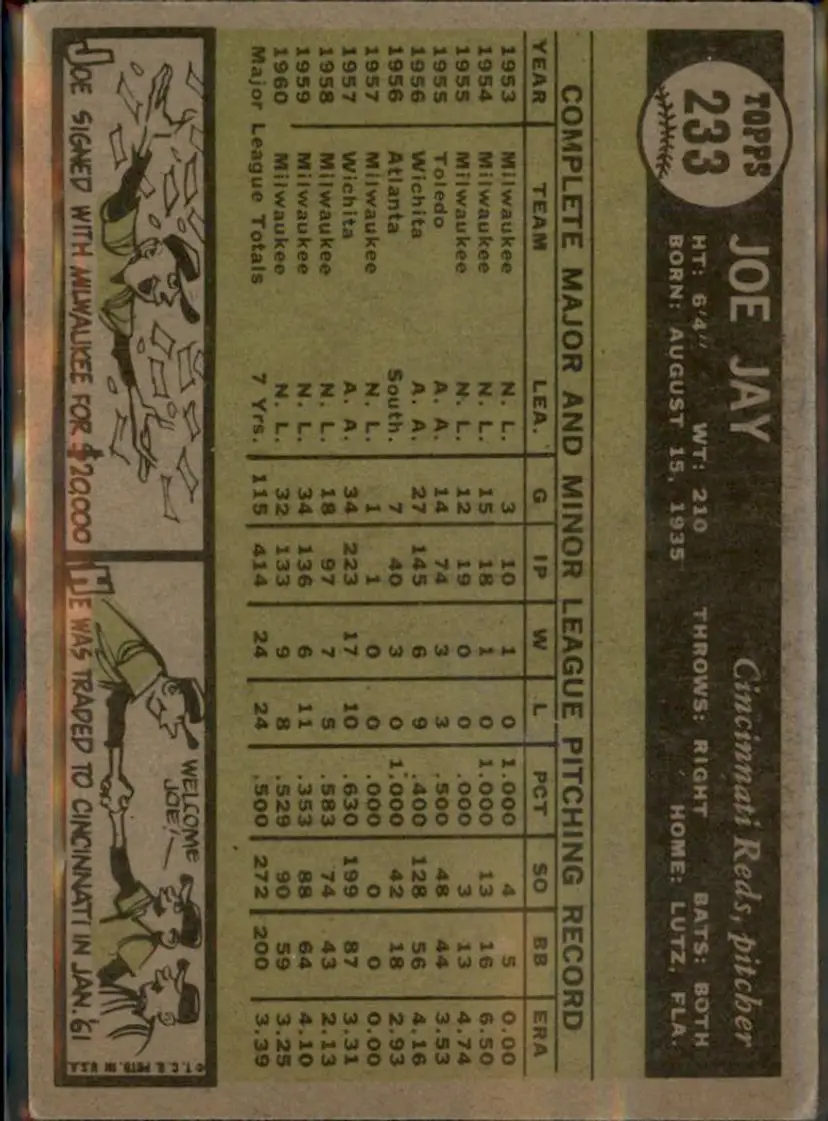 TOPPS
233
JOE JAY
Cincinnati Reds, pitcher
HT: 6'4" WT: 210 THROWS: RIGHT BATS: BOTH
BORN: AUGUST 15, 1935 HOME: LUTZ, FLA.
COMPLETE MAJOR AND MINOR LEAGUE PITCHING RECORD
YEAR TEAM LEA. G IP W L PCT SO BB ERA
1953 Milwaukee N. L. 3 10 1 0 1.000 4 5 0.00
1954 Milwaukee N. L. 15 18 1 0 1.000 13 16 6.50
1955 Milwaukee N. L. 12 19 0 0 .000 3 13 4.74
1955 Toledo A. A. 14 74 3 3 .500 48 44 3.53
1956 Wichita A. A. 27 145 6 9 .400 128 56 4.16
1956 Atlanta South. 7 40 3 0 1.000 42 18 2.93
1957 Milwaukee N. L. 1 1 0 0 .000 0 0 0.00
1957 Wichita A. A. 34 223 17 10 .630 199 87 3.31
1958 Milwaukee N. L. 18 97 7 5 .583 74 43 2.13
1959 Milwaukee N. L. 34 136 6 11 .353 88 64 4.10
1960 Milwaukee N. L. 32 133 9 8 .529 90 59 3.25
Major League Totals 7 Yrs. 115 414 24 24 .500 272 200 3.39
JOE SIGNED WITH MILWAUKEE FOR $20,000
WELCOME
JOE!
HE WAS TRADED TO CINCINNATI IN JAN. '61
© T. C. G. PRTD. IN U.S.A.